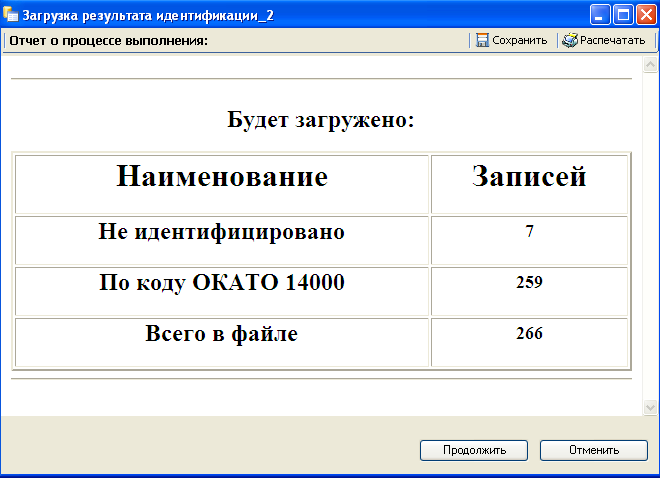 Загрузка результата идентификации_2
Отчет о процессе выполнения: Сохранить Распечатать
Будет загружено:
Наименование Записей
Не идентифицировано 7
По коду ОКАТО 14000 259
Всего в файле 266
Продолжить Отменить